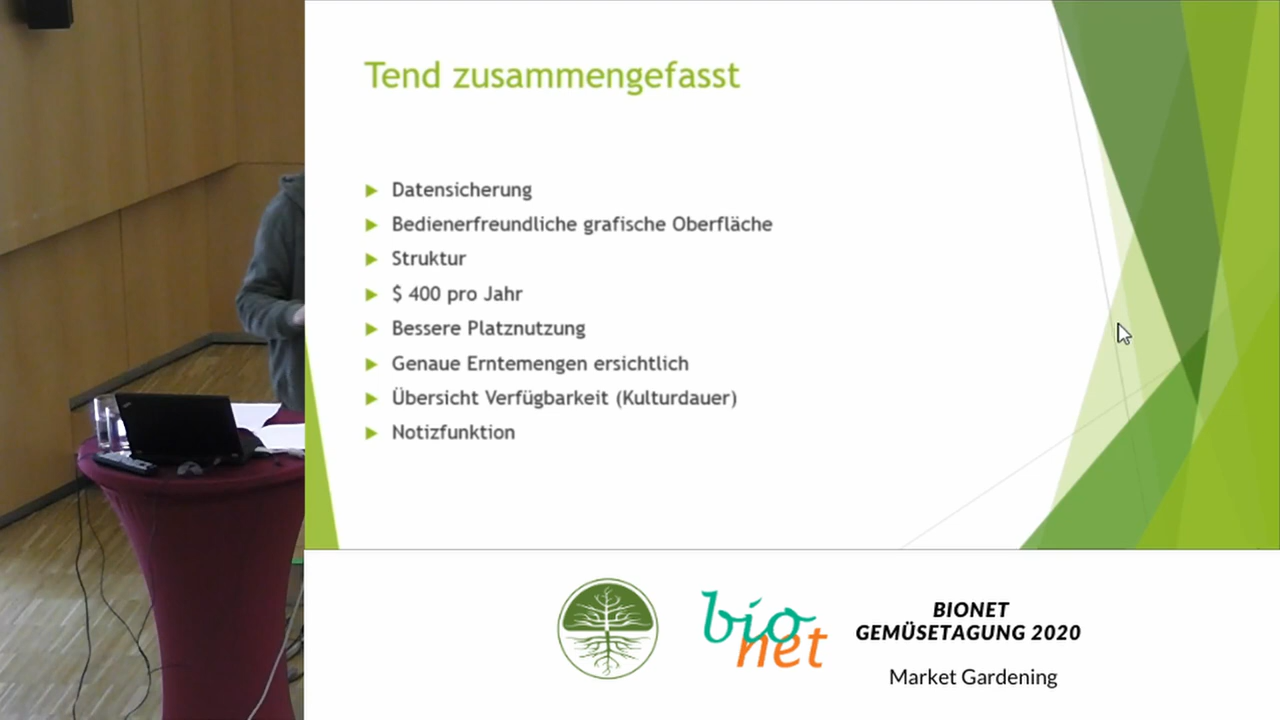 Tend zusammengefasst
Datensicherung
Bedienerfreundliche grafische Oberfläche
Struktur
$ 400 pro Jahr
Bessere Platznutzung
Genaue Erntemengen ersichtlich
Übersicht Verfügbarkeit (Kulturdauer)
Notizfunktion
bio
net
BIONET
GEMÜSETAGUNG 2020
Market Gardening